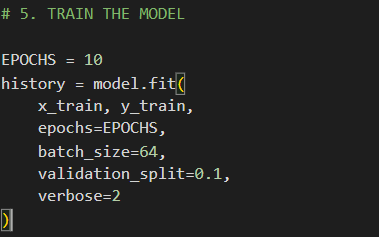 # 5. TRAIN THE MODEL
EPOCHS = 10
history = model.fit(
    x_train, y_train,
    epochs=EPOCHS,
    batch_size=64,
    validation_split=0.1,
    verbose=2
)